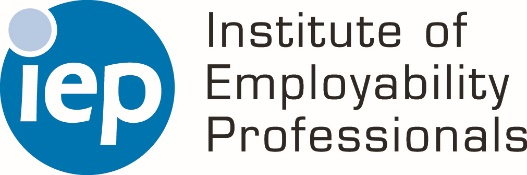 iep
Institute of
Employability
Professionals